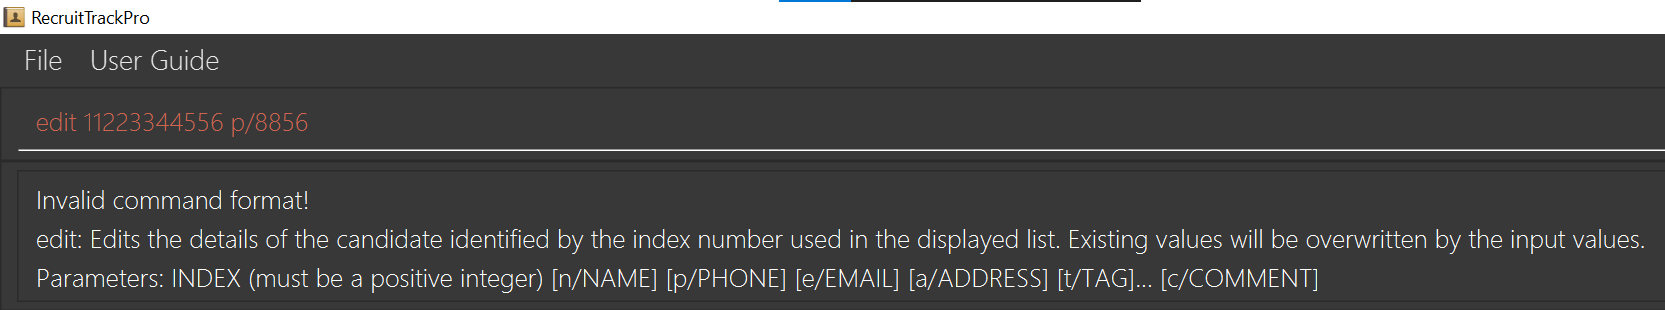 RecruitTrackPro
File User Guide
edit 11223344556 p/8856
Invalid command format!
edit: Edits the details of the candidate identified by the index number used in the displayed list. Existing values will be overwritten by the input values.
Parameters: INDEX (must be a positive integer) [n/NAME] [p/PHONE] [e/EMAIL] [a/ADDRESS] [t/TAG]... [c/COMMENT]